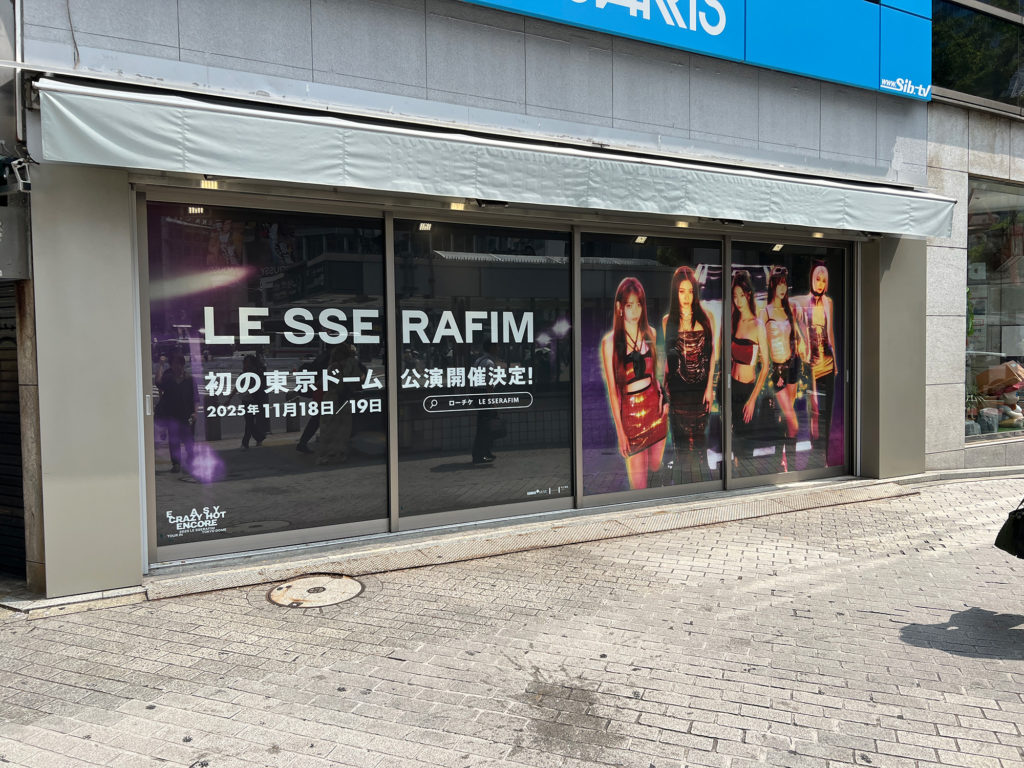 www.Sib.tv
LE SSERAFIM
初の東京ドーム 公演開催決定!
2025年11月18日/19日
ローチケ LE SSERAFIM
EASY
CRAZY HOT
ENCORE